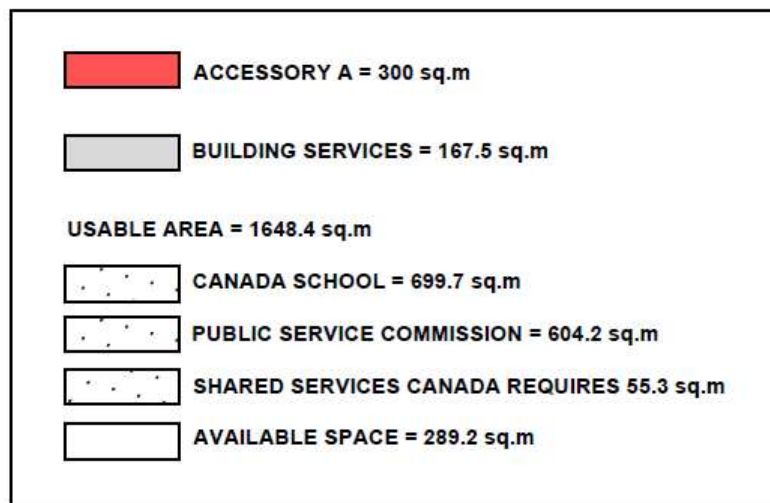 ACCESSORY A = 300 sq.m
BUILDING SERVICES = 167.5 sq.m
USABLE AREA = 1648.4 sq.m
CANADA SCHOOL = 699.7 sq.m
PUBLIC SERVICE COMMISSION = 604.2 sq.m
SHARED SERVICES CANADA REQUIRES 55.3 sq.m
AVAILABLE SPACE = 289.2 sq.m